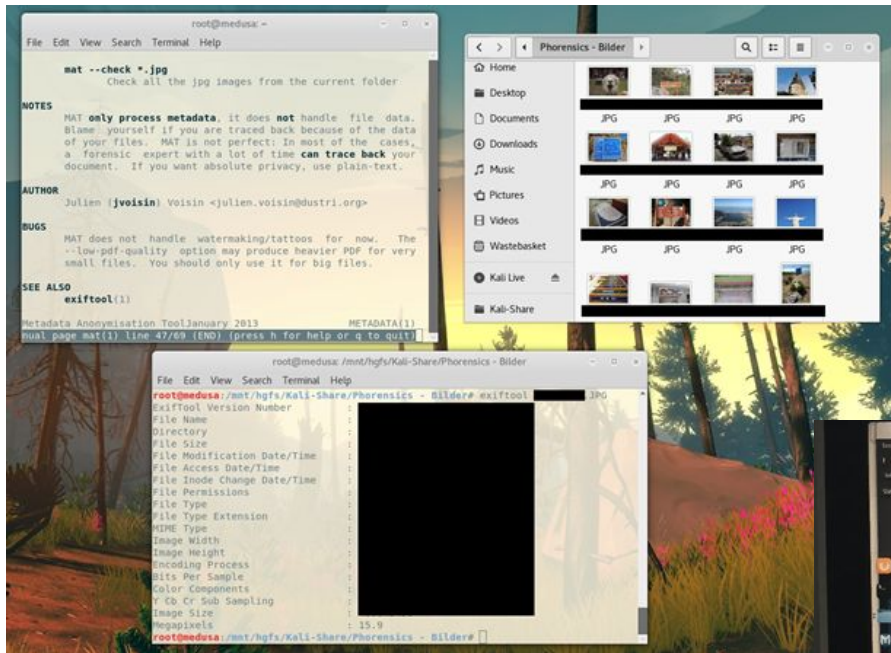 root@medusa: ~
File Edit View Search Terminal Help
mat --check *.jpg
Check all the jpg images from the current folder
NOTES
MAT only process metadata, it does not handle file data.
Blame yourself if you are traced back because of the data
of your files. MAT is not perfect: In most of the cases,
a forensic expert with a lot of time can trace back your
document. If you want absolute privacy, use plain-text.
AUTHOR
Julien (jvoisin) Voisin <julien.voisin@dustri.org>
BUGS
MAT does not handle watermaking/tattoos for now. The
--low-pdf-quality option may produce heavier PDF for very
small files. You should only use it for big files.
SEE ALSO
exiftool(1)
Metadata Anonymisation ToolJanuary 2013 METADATA(1)
nual page mat(1) line 47/69 (END) (press h for help or q to quit)
Phorensics - Bilder
Home
Desktop
Documents
Downloads
Music
Pictures
Videos
Wastebasket
Kali Live
Kali-Share
JPG JPG JPG JPG
JPG JPG JPG JPG
JPG JPG JPG JPG
root@medusa: /mnt/hgfs/Kali-Share/Phorensics - Bilder
File Edit View Search Terminal Help
root@medusa:/mnt/hgfs/Kali-Share/Phorensics - Bilder# exiftool .JPG
ExifTool Version Number :
File Name :
Directory :
File Size :
File Modification Date/Time :
File Access Date/Time :
File Inode Change Date/Time :
File Permissions :
File Type :
File Type Extension :
MIME Type :
Image Width :
Image Height :
Encoding Process :
Bits Per Sample :
Color Components :
Y Cb Cr Sub Sampling :
Image Size :
Megapixels : 15.9
root@medusa:/mnt/hgfs/Kali-Share/Phorensics - Bilder#